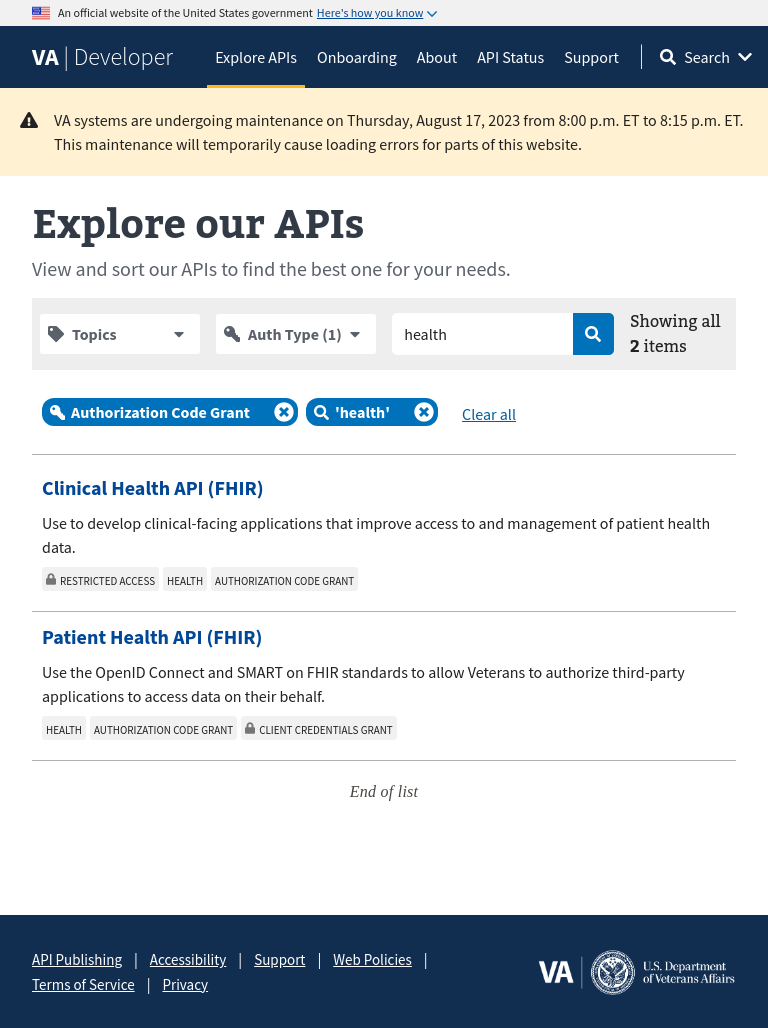 An official website of the United States government Here's how you know
VA | Developer
Explore APIs Onboarding About API Status Support Search
VA systems are undergoing maintenance on Thursday, August 17, 2023 from 8:00 p.m. ET to 8:15 p.m. ET.
This maintenance will temporarily cause loading errors for parts of this website.
Explore our APIs
View and sort our APIs to find the best one for your needs.
Topics Auth Type (1) health Showing all
2 items
Authorization Code Grant 'health' Clear all
Clinical Health API (FHIR)
Use to develop clinical-facing applications that improve access to and management of patient health
data.
RESTRICTED ACCESS HEALTH AUTHORIZATION CODE GRANT
Patient Health API (FHIR)
Use the OpenID Connect and SMART on FHIR standards to allow Veterans to authorize third-party
applications to access data on their behalf.
HEALTH AUTHORIZATION CODE GRANT CLIENT CREDENTIALS GRANT
End of list
API Publishing | Accessibility | Support | Web Policies |
Terms of Service | Privacy
VA | U.S. Department
of Veterans Affairs